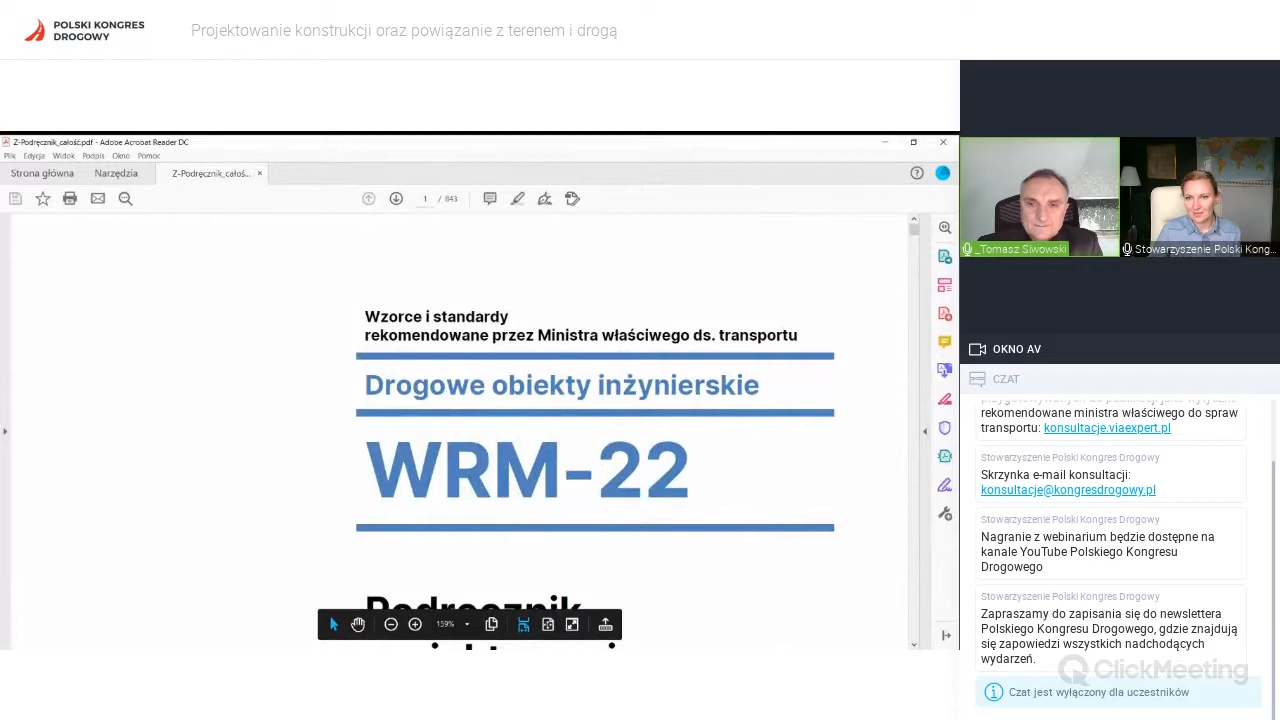 POLSKI KONGRES
DROGOWY
Projektowanie konstrukcji oraz powiązanie z terenem i drogą
Z-Podręcznik_całość.pdf - Adobe Acrobat Reader DC
Plik Edycja Widok Podpis Okno Pomoc
Strona główna Narzędzia Z-Podręcznik_całoś... ×
1 / 843
Wzorce i standardy
rekomendowane przez Ministra właściwego ds. transportu
Drogowe obiekty inżynierskie
WRM-22
Podręcznik
159%
_Tomasz Siwowski
Stowarzyszenie Polski Kong...
OKNO AV
CZAT
rekomendowane ministra właściwego do spraw
transportu: konsultacje.viaexpert.pl
Stowarzyszenie Polski Kongres Drogowy
Skrzynka e-mail konsultacji:
konsultacje@kongresdrogowy.pl
Stowarzyszenie Polski Kongres Drogowy
Nagranie z webinarium będzie dostępne na
kanale YouTube Polskiego Kongresu
Drogowego
Stowarzyszenie Polski Kongres Drogowy
Zapraszamy do zapisania się do newslettera
Polskiego Kongresu Drogowego, gdzie znajdują
się zapowiedzi wszystkich nadchodzących
wydarzeń.
ClickMeeting
Czat jest wyłączony dla uczestników